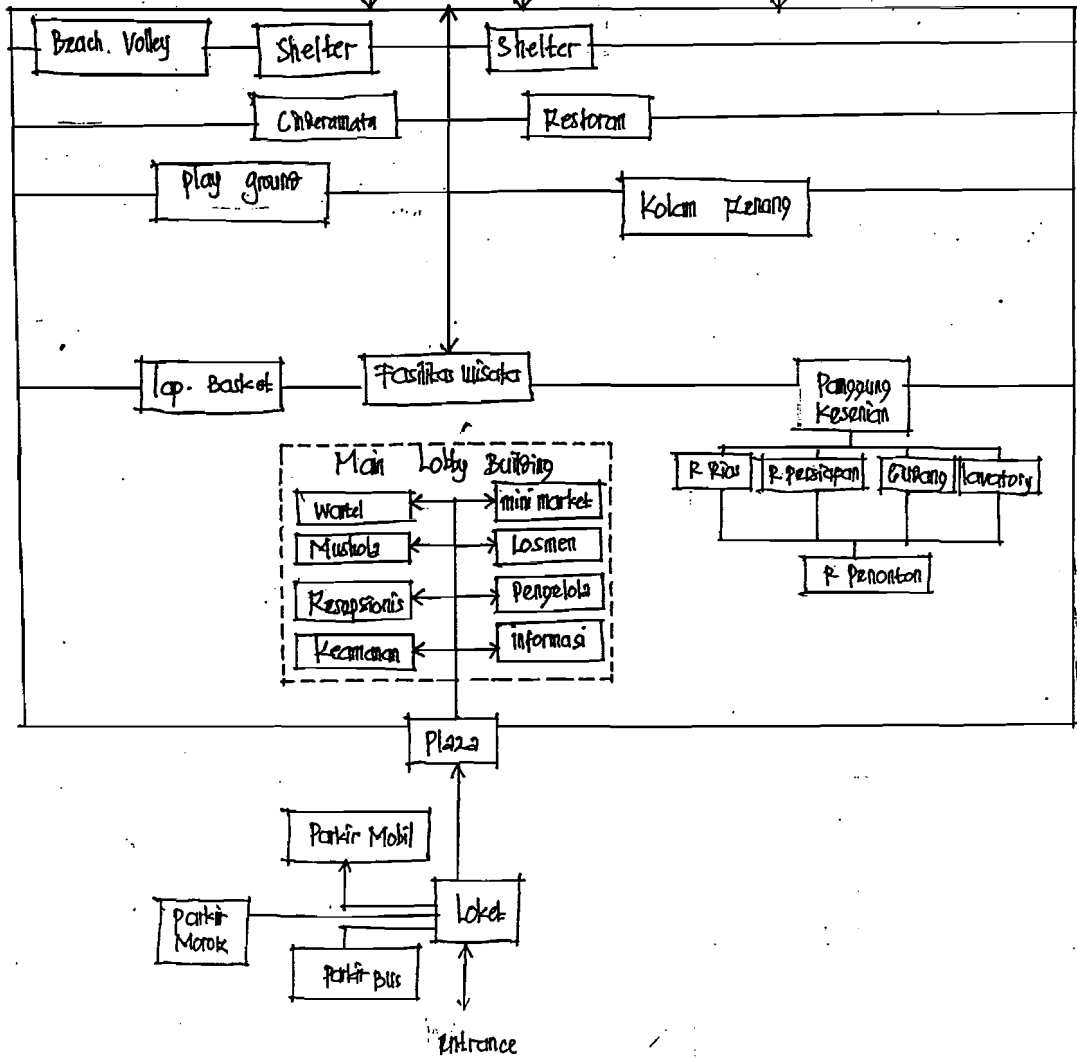 Beach. Volley
Shelter
Shelter
Cinderamata
Restoran
Play ground
Kolam renang
Lap. Basket
Fasilitas Wisata
Panggung
Kesenian
Main Lobby Building
R Rias
R. Persiapan
Gudang
lavatory
Wartel
mini market
Mushola
Losmen
R Penonton
Resepsionis
Pengelola
Keamanan
informasi
Plaza
Parkir Mobil
Loket
Parkir
Motor
Parkir Bus
Entrance